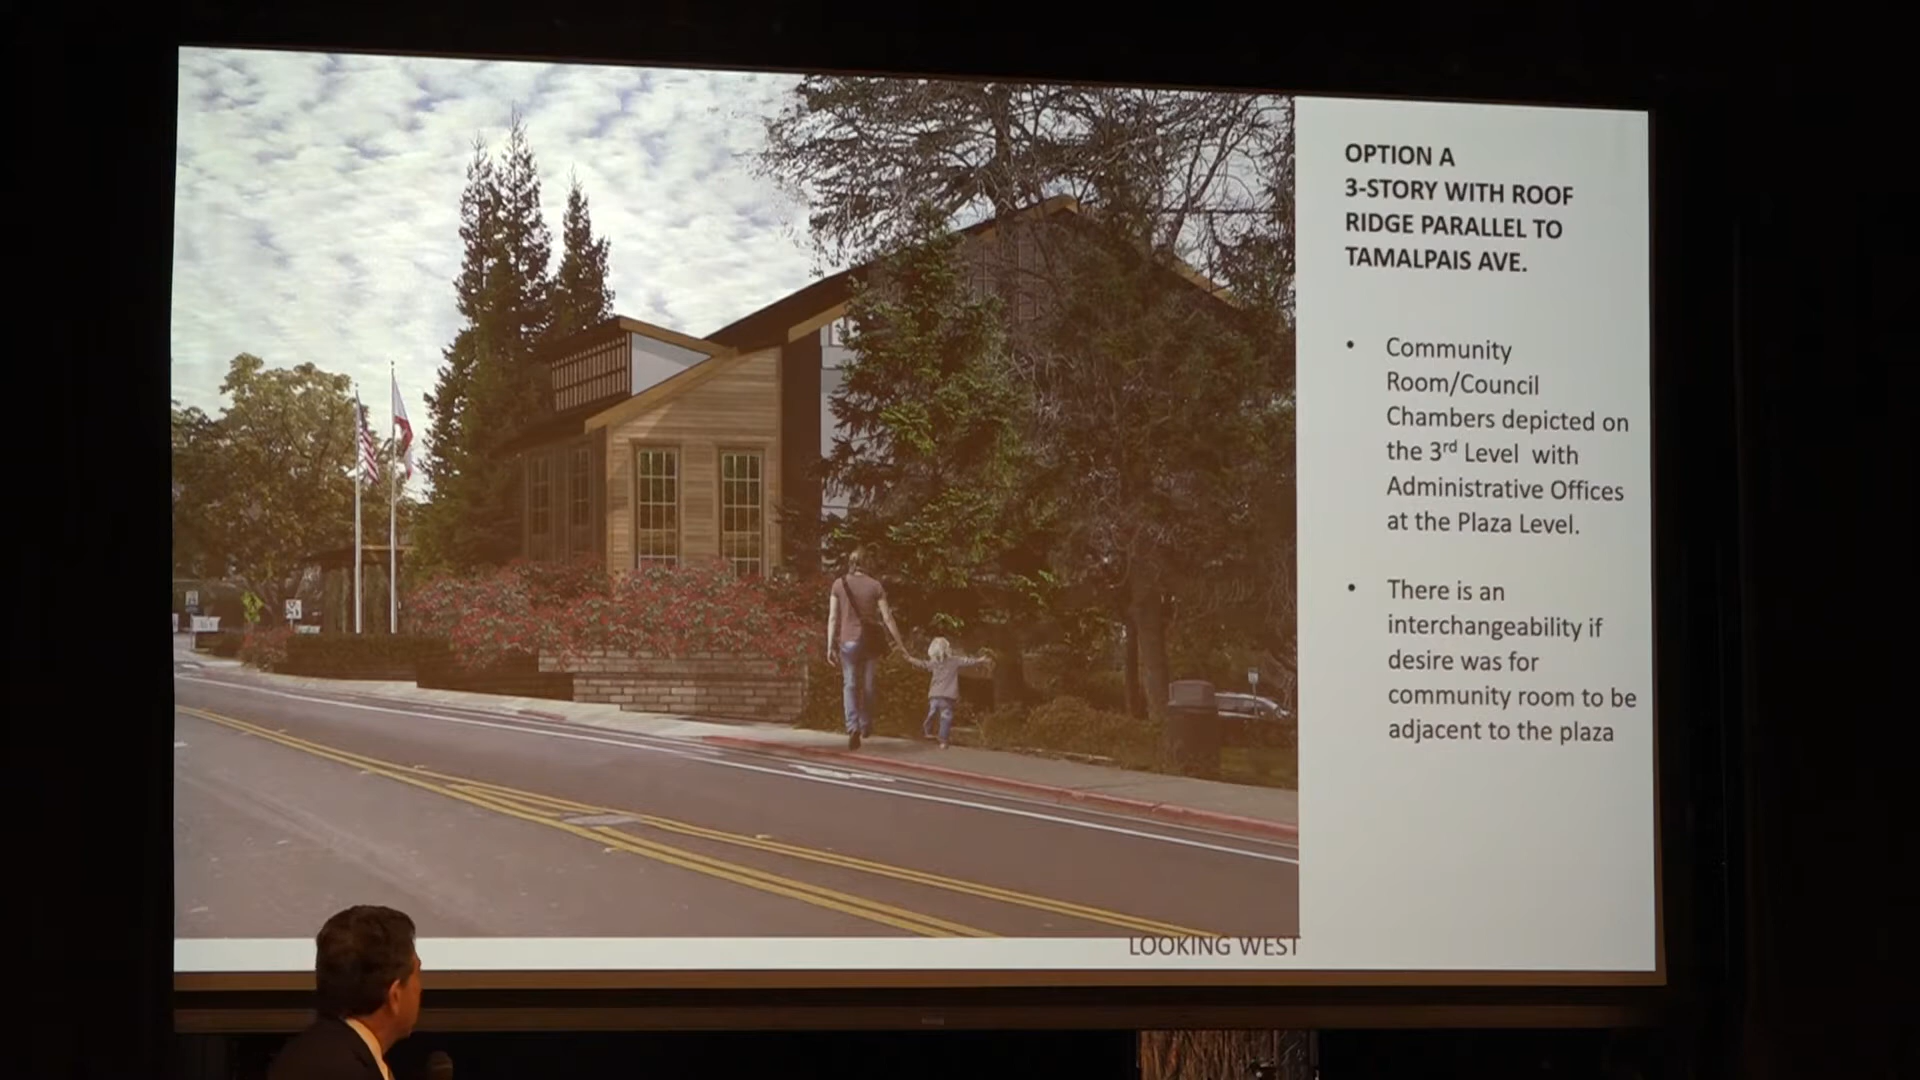 OPTION A
3-STORY WITH ROOF
RIDGE PARALLEL TO
TAMALPAIS AVE.
• Community
Room/Council
Chambers depicted on
the 3rd Level with
Administrative Offices
at the Plaza Level.
• There is an
interchangeability if
desire was for
community room to be
adjacent to the plaza
LOOKING WEST